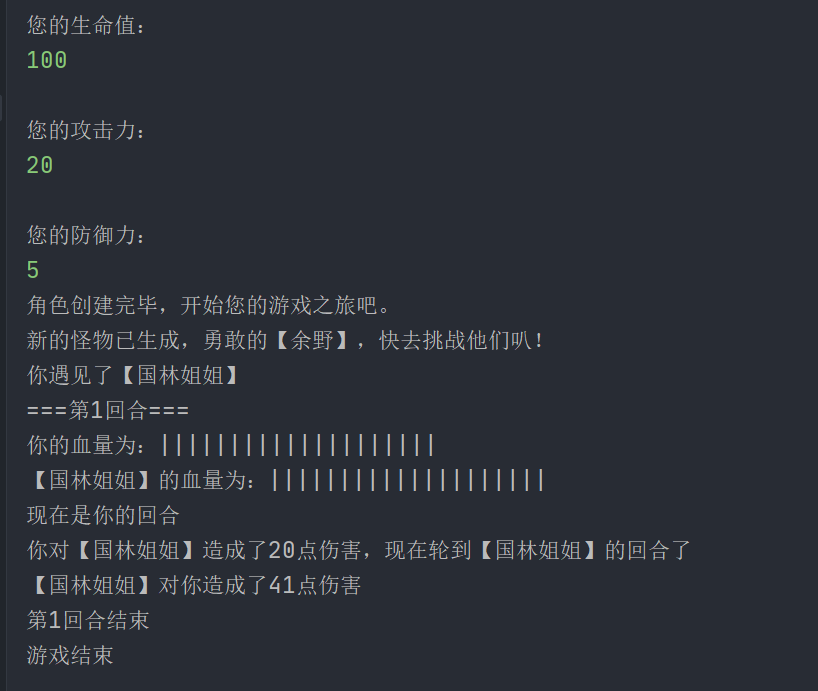 您的生命值：
100
您的攻击力：
20
您的防御力：
5
角色创建完毕，开始您的游戏之旅吧。
新的怪物已生成，勇敢的【余野】，快去挑战他们叭！
你遇见了【国林姐姐】
===第1回合===
你的血量为：||||||||||||||||||||
【国林姐姐】的血量为：||||||||||||||||||||
现在是你的回合
你对【国林姐姐】造成了20点伤害，现在轮到【国林姐姐】的回合了
【国林姐姐】对你造成了41点伤害
第1回合结束
游戏结束